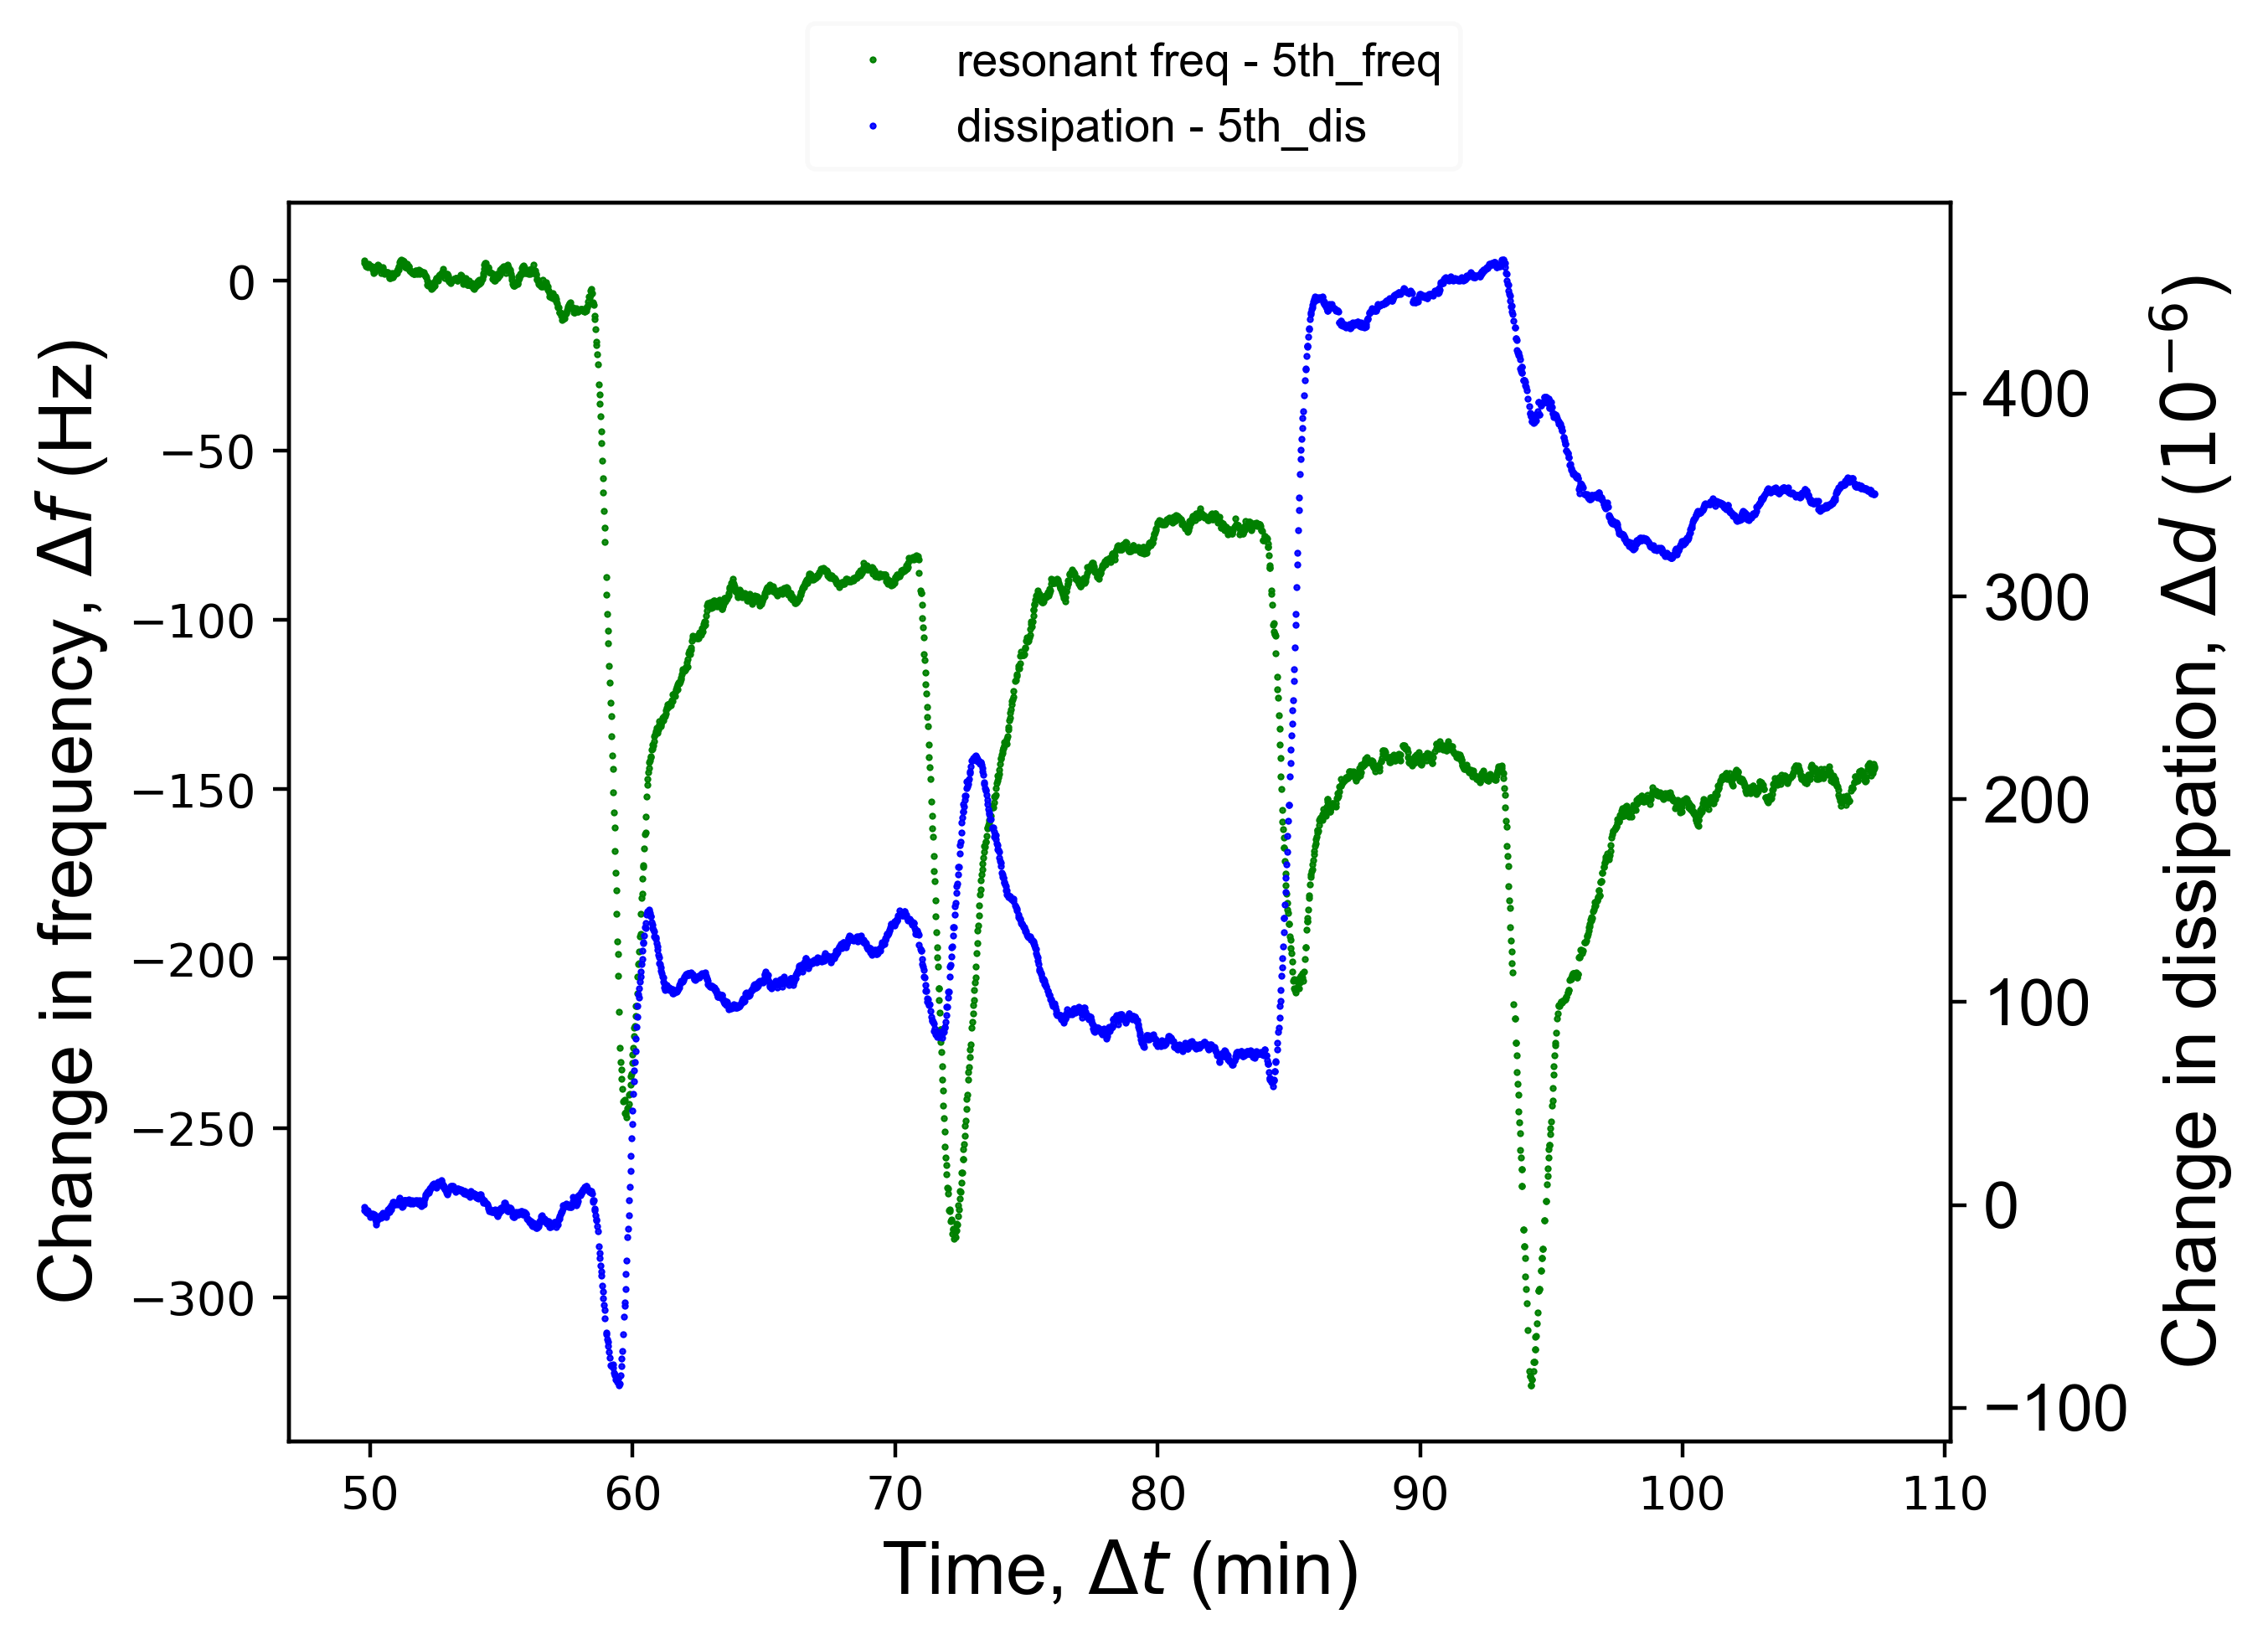 resonant freq - 5th_freq
dissipation - 5th_dis
Change in frequency, Δf (Hz)
0
−50
−100
−150
−200
−250
−300
50 60 70 80 90 100 110
Time, Δt (min)
400
300
200
100
0
−100
Change in dissipation, Δd (10⁻⁶)